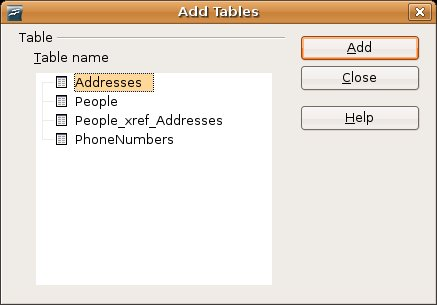 Add Tables
Table
Table name
Addresses
People
People_xref_Addresses
PhoneNumbers
Add
Close
Help